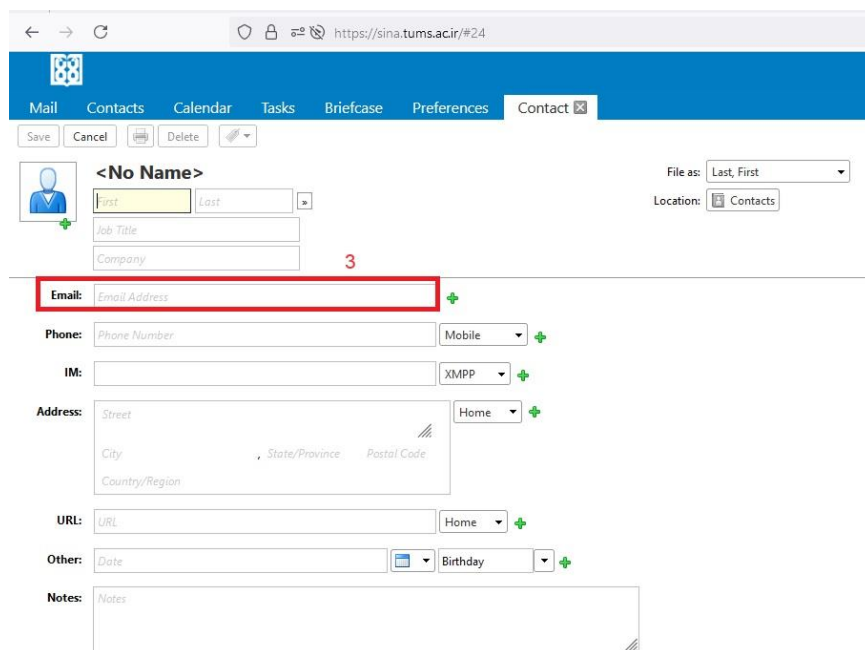 https://sina.tums.ac.ir/#24
Mail Contacts Calendar Tasks Briefcase Preferences Contact
Save Cancel Delete
<No Name>
File as: Last, First
First Last »
Location: Contacts
Job Title
Company
3
Email: Email Address
Phone: Phone Number Mobile
IM: XMPP
Address: Street Home
City , State/Province Postal Code
Country/Region
URL: URL Home
Other: Date Birthday
Notes: Notes